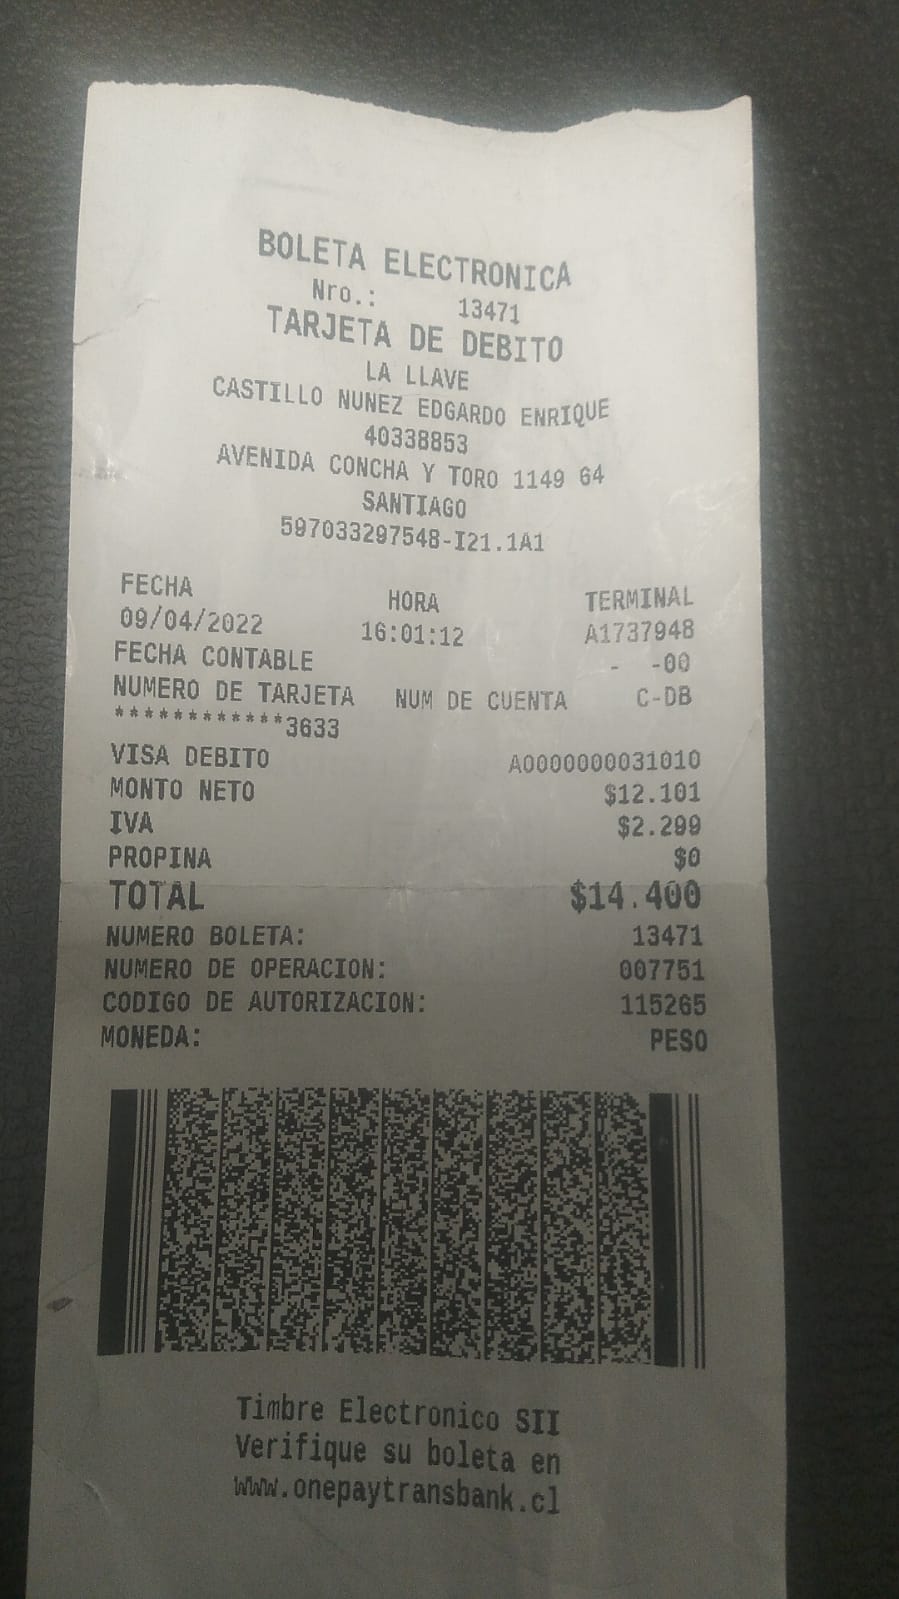 BOLETA ELECTRONICA
Nro.: 13471
TARJETA DE DEBITO
LA LLAVE
CASTILLO NUNEZ EDGARDO ENRIQUE
40338853
AVENIDA CONCHA Y TORO 1149 64
SANTIAGO
597033297548-I21.1A1
FECHA HORA TERMINAL
09/04/2022 16:01:12 A1737948
FECHA CONTABLE - -00
NUMERO DE TARJETA NUM DE CUENTA C-DB
************3633
VISA DEBITO A0000000031010
MONTO NETO $12.101
IVA $2.299
PROPINA $0
TOTAL $14.400
NUMERO BOLETA: 13471
NUMERO DE OPERACION: 007751
CODIGO DE AUTORIZACION: 115265
MONEDA: PESO
Timbre Electronico SII
Verifique su boleta en
www.onepaytransbank.cl